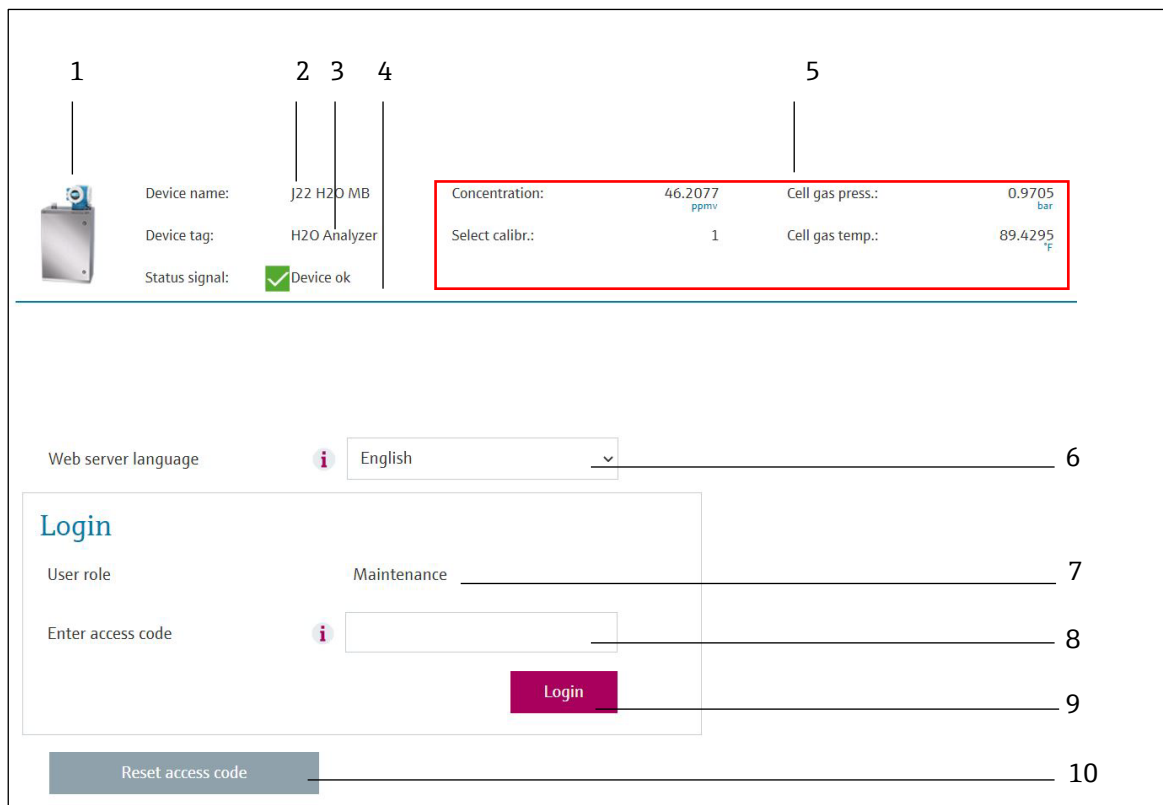 1 2 3 4 5
Device name: J22 H2O MB Concentration: 46.2077 ppmv Cell gas press.: 0.9705 bar
Device tag: H2O Analyzer Select calibr.: 1 Cell gas temp.: 89.4295 °F
Status signal: Device ok
Web server language i English 6
Login
User role Maintenance 7
Enter access code i 8
Login 9
Reset access code 10